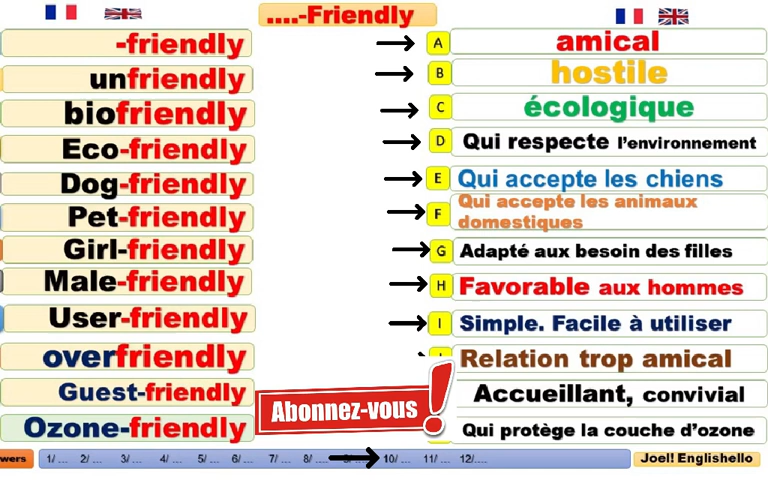 ....-Friendly
-friendly
A
amical
unfriendly
B
hostile
biofriendly
C
écologique
Eco-friendly
D
Qui respecte l'environnement
Dog-friendly
E
Qui accepte les chiens
Pet-friendly
F
Qui accepte les animaux
domestiques
Girl-friendly
G
Adapté aux besoin des filles
Male-friendly
H
Favorable aux hommes
User-friendly
I
Simple. Facile à utiliser
overfriendly
Relation trop amical
Guest-friendly
Accueillant, convivial
Abonnez-vous
Ozone-friendly
Qui protège la couche d'ozone
wers 1/ ... 2/ ... 3/ ... 4/ ... 5/ ... 6/ ... 7/ ... 8/ ... 10/ ... 11/ ... 12/....
Joel! Englishello